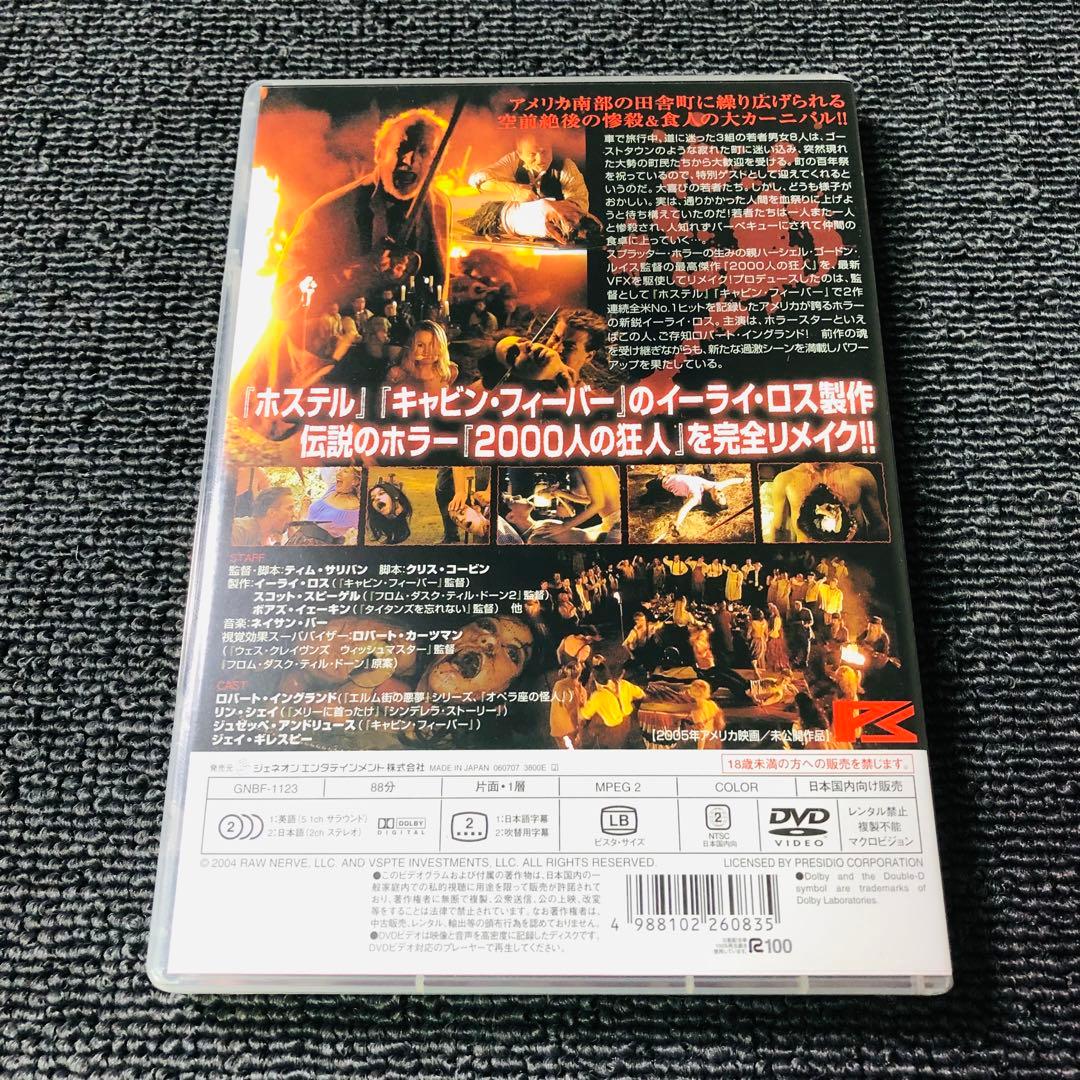 アメリカ南部の田舎町に繰り広げられる
空前絶後の惨殺&食人の大カーニバル!!
車で旅行中、道に迷った3組の若者男女8人は、ゴー
ストタウンのような寂れた町に迷い込み、突然現れ
た大勢の町民たちから大歓迎を受ける。町の百年祭
を祝っているので、特別ゲストとして迎えてくれると
いうのだ。大喜びの若者たち。しかし、どうも様子が
おかしい。実は、通りかかった人間を血祭りに上げよ
うと待ち構えていたのだ!若者たちは一人また一人
と惨殺され、人知れずバーベキューにされて仲間の
食卓に上っていく…。
スプラッター・ホラーの生みの親ハーシェル・ゴードン・
ルイス監督の最高傑作『2000人の狂人』を、最新
VFXを駆使してリメイク!プロデュースしたのは、監
督として『ホステル』『キャビン・フィーバー』で2作
連続全米No.1ヒットを記録したアメリカが誇るホラー
の新鋭イーライ・ロス。主演は、ホラースターといえ
ばこの人、ご存知ロバート・イングランド! 前作の魂
を受け継ぎながらも、新たな過激シーンを満載しパワー
アップを果たしている。
『ホステル』『キャビン・フィーバー』のイーライ・ロス製作
伝説のホラー『2000人の狂人』を完全リメイク!!
STAFF
監督・脚本:ティム・サリバン 脚本:クリス・コービン
製作:イーライ・ロス(『キャビン・フィーバー』監督)
スコット・スピーゲル(『フロム・ダスク・ティル・ドーン2』監督)
ボアズ・イェーキン(『タイタンズを忘れない』監督) 他
音楽:ネイサン・バー
視覚効果スーパバイザー:ロバート・カーツマン
(『ウェス・クレイヴンズ ウィッシュマスター』監督
『フロム・ダスク・ティル・ドーン』原案)
CAST
ロバート・イングランド(『エルム街の悪夢』シリーズ、『オペラ座の怪人』)
リン・シェイ(『メリーに首ったけ』『シンデレラ・ストーリー』)
ジュゼッペ・アンドリュース(『キャビン・フィーバー』)
ジェイ・ギレスピー
【2005年アメリカ映画/未公開作品】
発売元 ジェネオン エンタテインメント株式会社 MADE IN JAPAN 060707 3800E
18歳未満の方への販売を禁じます。
GNBF-1123 88分 片面・1層 MPEG 2 COLOR 日本国内向け販売
2 1:英語(5.1chサラウンド)
2:日本語(2ch ステレオ)
DOLBY DIGITAL
2 1:日本語字幕
2:吹替用字幕
LB
ビスタ・サイズ
2
NTSC
日本国内向
DVD
VIDEO
レンタル禁止
複製不能
マクロビジョン
© 2004 RAW NERVE, LLC. AND VSPTE INVESTMENTS, LLC. ALL RIGHTS RESERVED. LICENSED BY PRESIDIO CORPORATION
●このビデオグラムおよび付属の著作物は、日本国内の一
般家庭内での私的視聴に用途を限って販売が許諾されて
おり、著作権者に無断で複製、公衆送信、公の上映、改変
等をすることは法律で禁止されています。なお著作権者は、
中古販売、レンタル、輸出等の頒布行為を認めておりません。
●DVDビデオは映像と音声を高密度に記録したディスクです。
DVDビデオ対応のプレーヤーで再生してください。
4 988102 260835
●Dolby and the Double-D
symbol are trademarks of
Dolby Laboratories.
R100